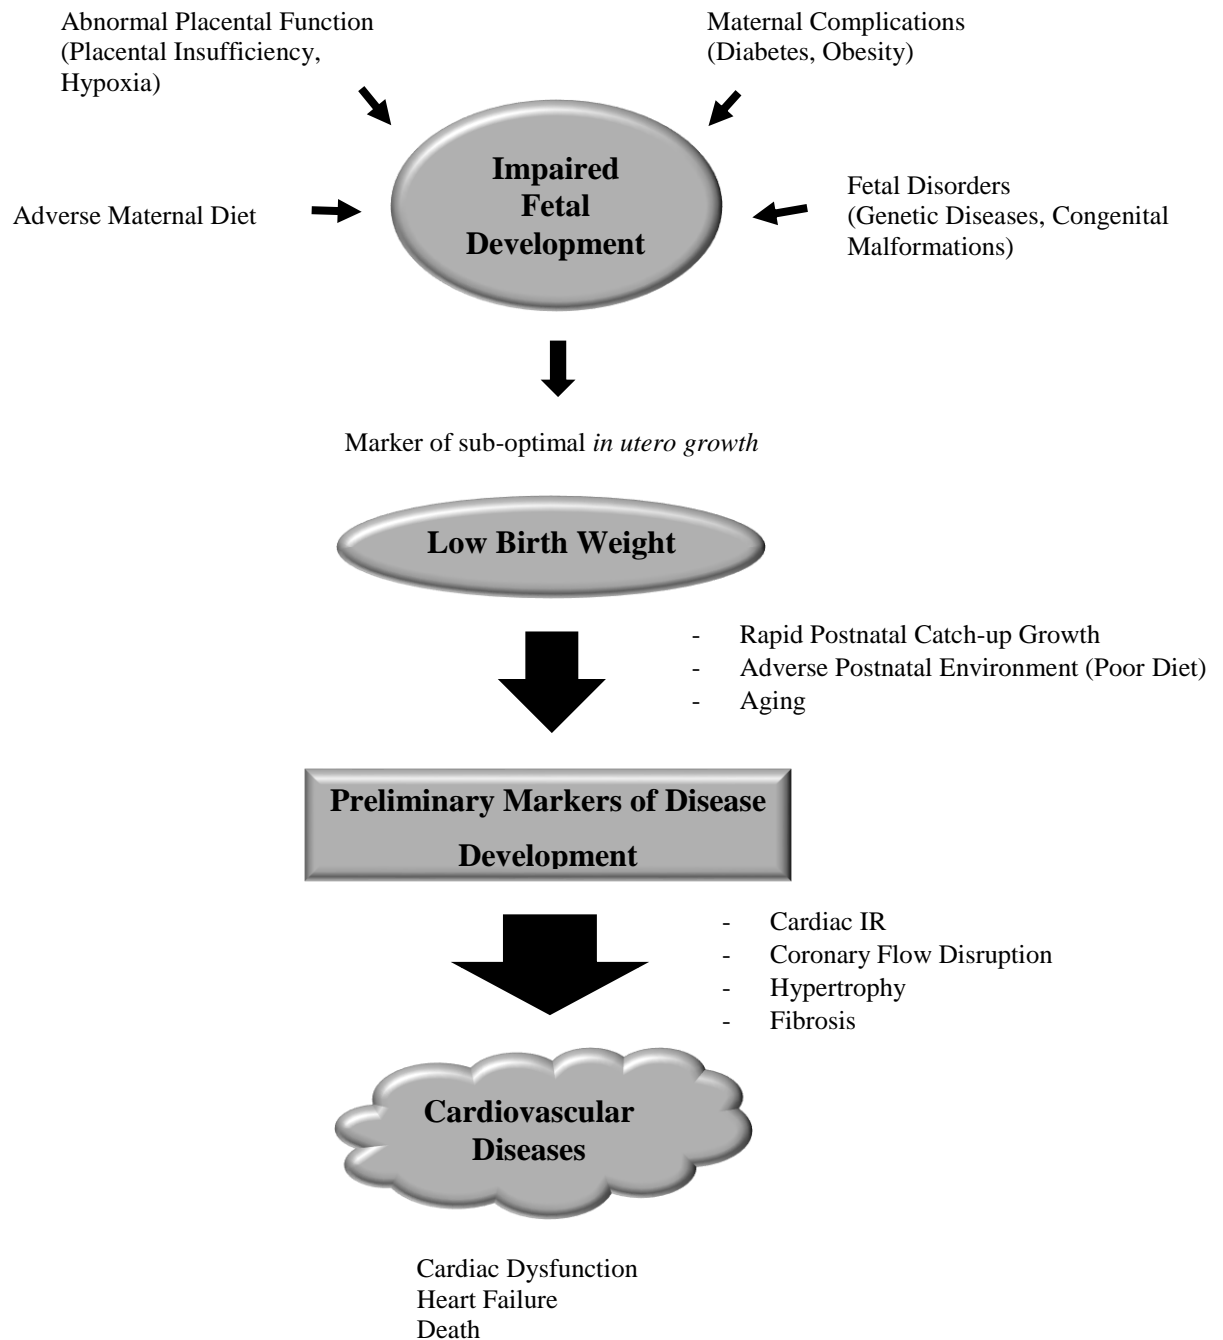 Abnormal Placental Function
(Placental Insufficiency,
Hypoxia)
Maternal Complications
(Diabetes, Obesity)
Adverse Maternal Diet
Impaired
Fetal
Development
Fetal Disorders
(Genetic Diseases, Congenital
Malformations)
Marker of sub-optimal in utero growth
Low Birth Weight
- Rapid Postnatal Catch-up Growth
- Adverse Postnatal Environment (Poor Diet)
- Aging
Preliminary Markers of Disease
Development
- Cardiac IR
- Coronary Flow Disruption
- Hypertrophy
- Fibrosis
Cardiovascular
Diseases
Cardiac Dysfunction
Heart Failure
Death